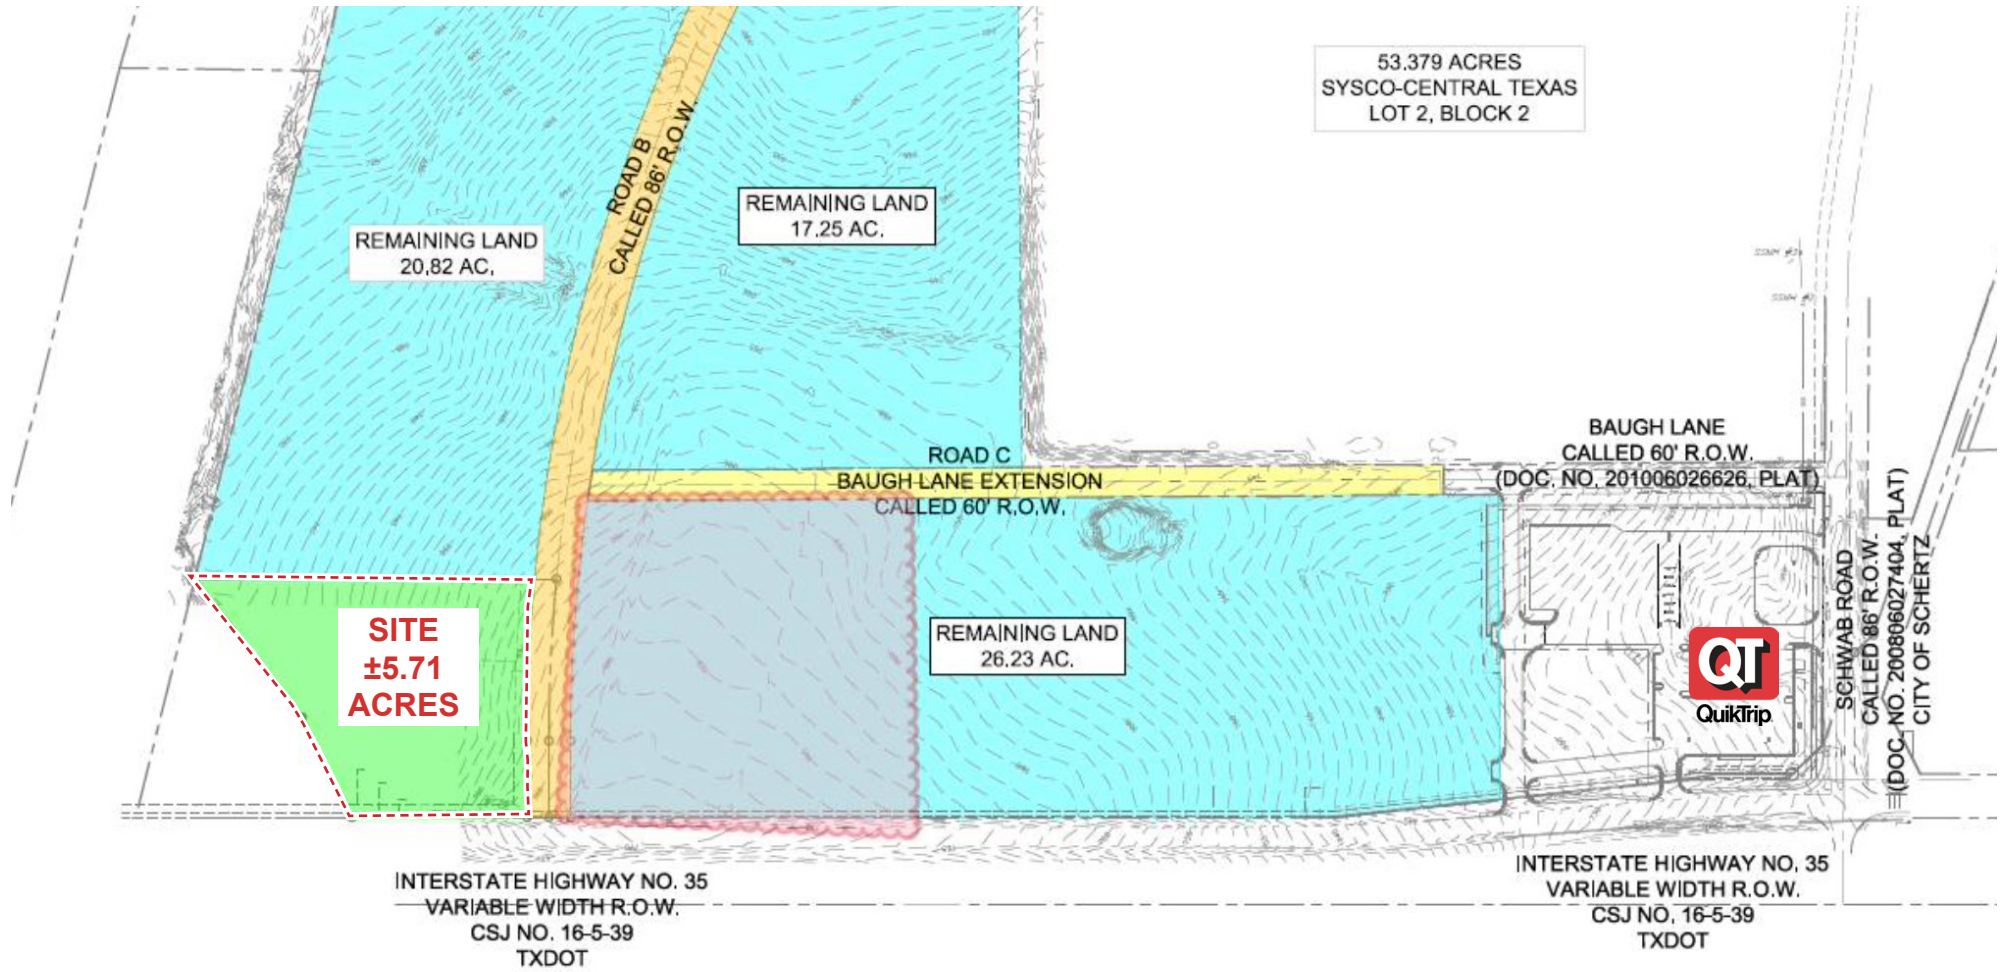 53.379 ACRES
SYSCO-CENTRAL TEXAS
LOT 2, BLOCK 2
ROAD B
CALLED 86' R.O.W.
REMAINING LAND
17.25 AC.
REMAINING LAND
20.82 AC.
ROAD C
BAUGH LANE EXTENSION
CALLED 60' R.O.W.
BAUGH LANE
CALLED 60' R.O.W.
(DOC. NO. 201006026626, PLAT)
SITE
±5.71
ACRES
REMAINING LAND
26.23 AC.
QT
QuikTrip
SCHWAB ROAD
CALLED 86' R.O.W.
(DOC. NO. 200806027404, PLAT)
CITY OF SCHERTZ
INTERSTATE HIGHWAY NO. 35
VARIABLE WIDTH R.O.W.
CSJ NO. 16-5-39
TXDOT
INTERSTATE HIGHWAY NO. 35
VARIABLE WIDTH R.O.W.
CSJ NO. 16-5-39
TXDOT